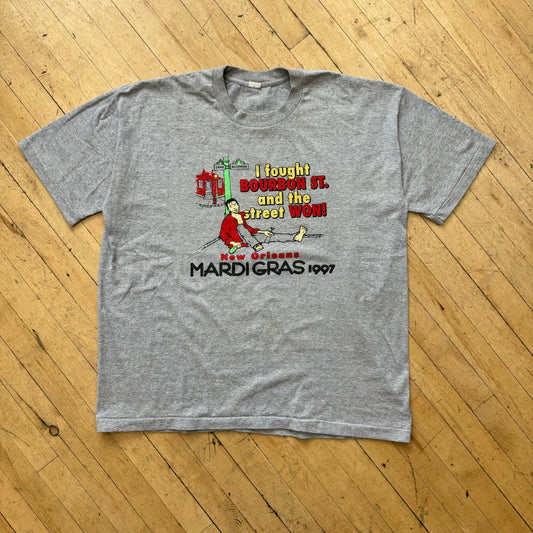 I fought
BOURBON ST.
and the
street WON!
New Orleans
MARDI GRAS 1997